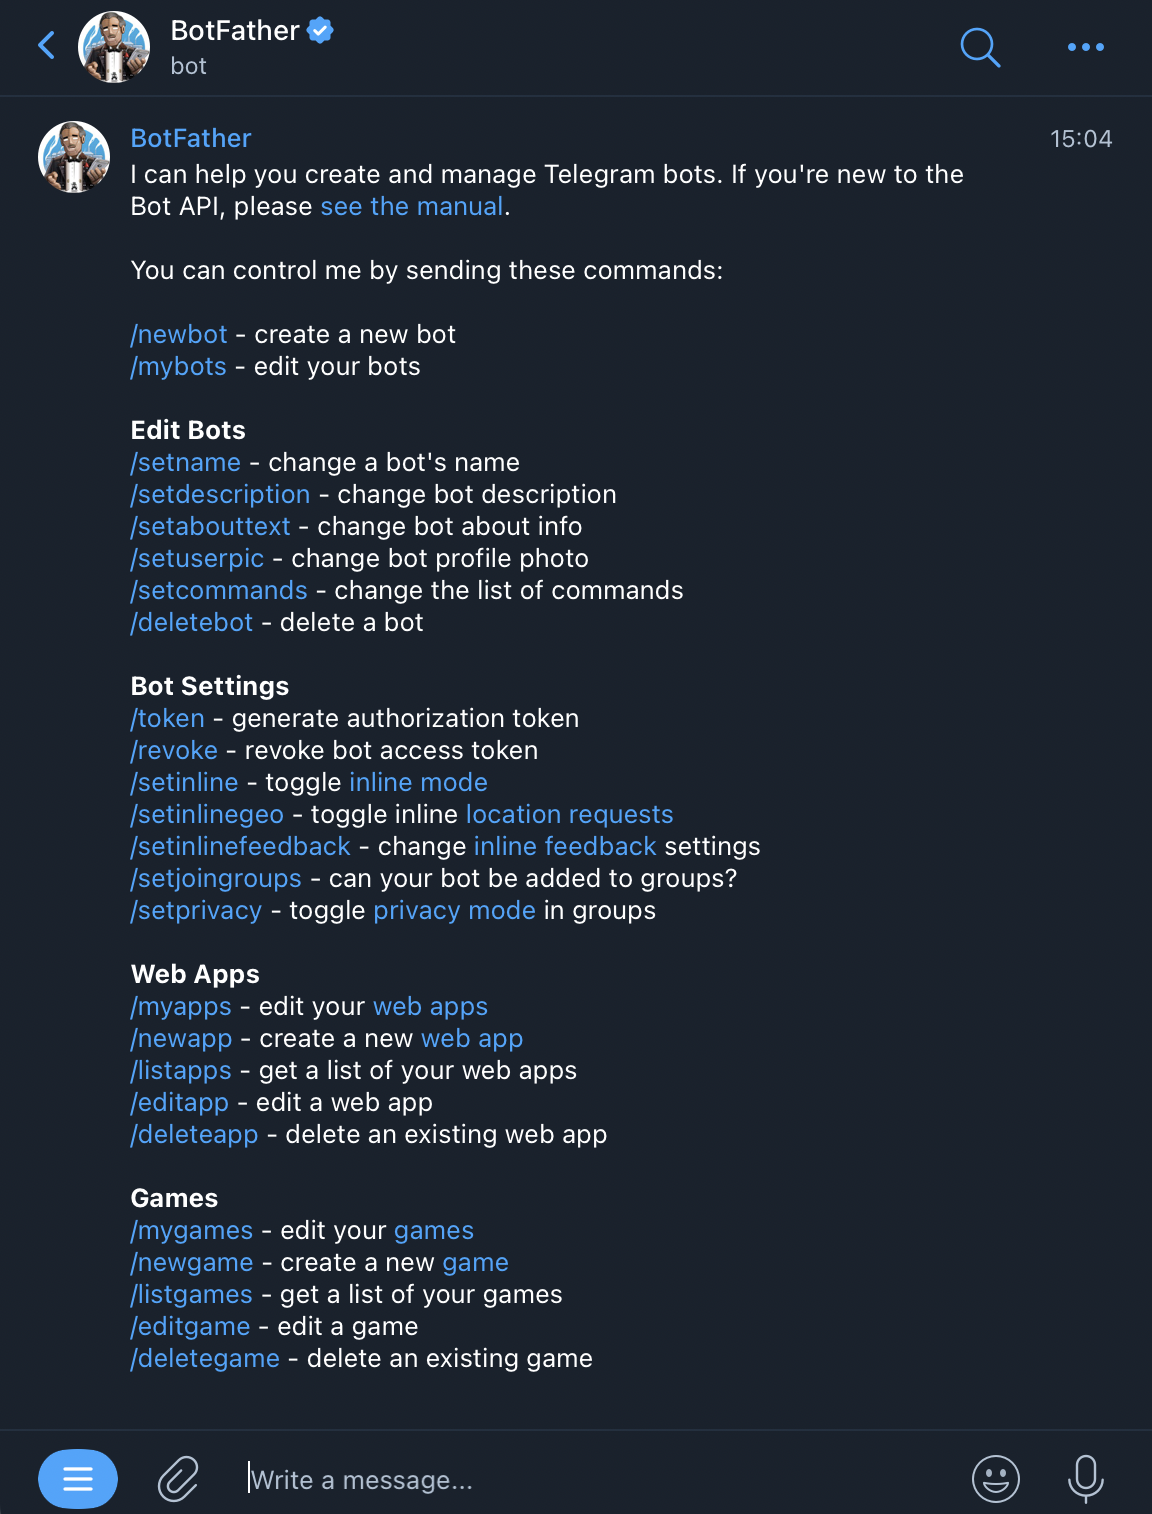 BotFather
bot
BotFather
15:04
I can help you create and manage Telegram bots. If you're new to the
Bot API, please see the manual.
You can control me by sending these commands:
/newbot - create a new bot
/mybots - edit your bots
Edit Bots
/setname - change a bot's name
/setdescription - change bot description
/setabouttext - change bot about info
/setuserpic - change bot profile photo
/setcommands - change the list of commands
/deletebot - delete a bot
Bot Settings
/token - generate authorization token
/revoke - revoke bot access token
/setinline - toggle inline mode
/setinlinegeo - toggle inline location requests
/setinlinefeedback - change inline feedback settings
/setjoingroups - can your bot be added to groups?
/setprivacy - toggle privacy mode in groups
Web Apps
/myapps - edit your web apps
/newapp - create a new web app
/listapps - get a list of your web apps
/editapp - edit a web app
/deleteapp - delete an existing web app
Games
/mygames - edit your games
/newgame - create a new game
/listgames - get a list of your games
/editgame - edit a game
/deletegame - delete an existing game
Write a message...